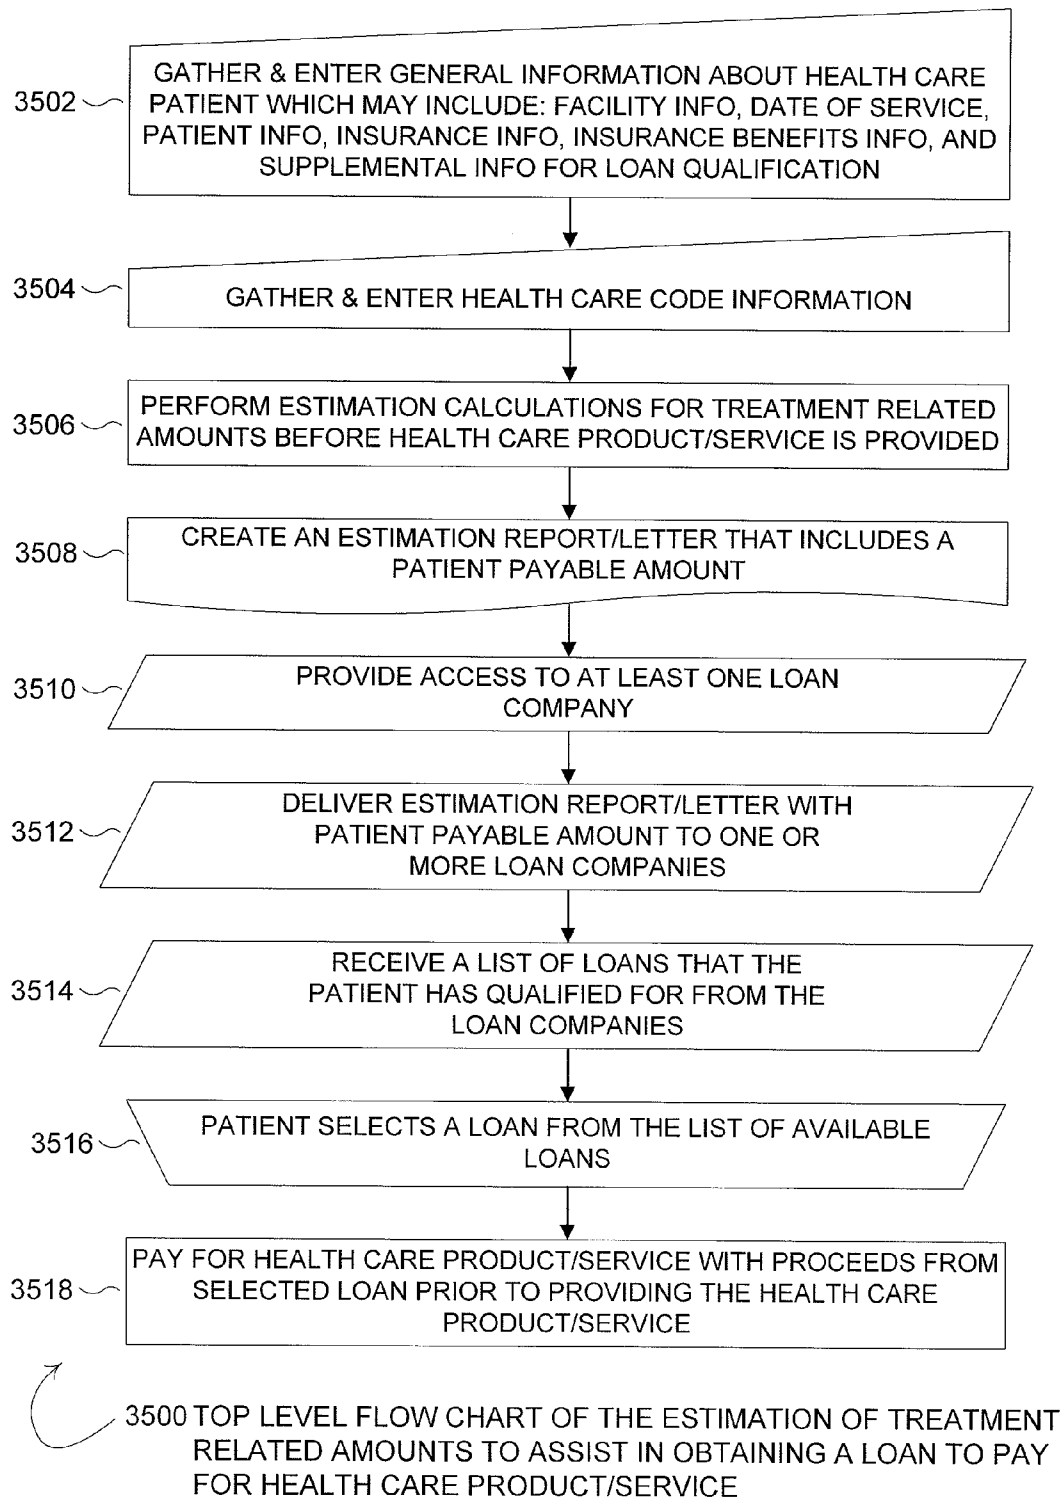 3502
GATHER & ENTER GENERAL INFORMATION ABOUT HEALTH CARE
PATIENT WHICH MAY INCLUDE: FACILITY INFO, DATE OF SERVICE,
PATIENT INFO, INSURANCE INFO, INSURANCE BENEFITS INFO, AND
SUPPLEMENTAL INFO FOR LOAN QUALIFICATION
3504
GATHER & ENTER HEALTH CARE CODE INFORMATION
3506
PERFORM ESTIMATION CALCULATIONS FOR TREATMENT RELATED
AMOUNTS BEFORE HEALTH CARE PRODUCT/SERVICE IS PROVIDED
3508
CREATE AN ESTIMATION REPORT/LETTER THAT INCLUDES A
PATIENT PAYABLE AMOUNT
3510
PROVIDE ACCESS TO AT LEAST ONE LOAN
COMPANY
3512
DELIVER ESTIMATION REPORT/LETTER WITH
PATIENT PAYABLE AMOUNT TO ONE OR
MORE LOAN COMPANIES
3514
RECEIVE A LIST OF LOANS THAT THE
PATIENT HAS QUALIFIED FOR FROM THE
LOAN COMPANIES
3516
PATIENT SELECTS A LOAN FROM THE LIST OF AVAILABLE
LOANS
3518
PAY FOR HEALTH CARE PRODUCT/SERVICE WITH PROCEEDS FROM
SELECTED LOAN PRIOR TO PROVIDING THE HEALTH CARE
PRODUCT/SERVICE
3500 TOP LEVEL FLOW CHART OF THE ESTIMATION OF TREATMENT
RELATED AMOUNTS TO ASSIST IN OBTAINING A LOAN TO PAY
FOR HEALTH CARE PRODUCT/SERVICE